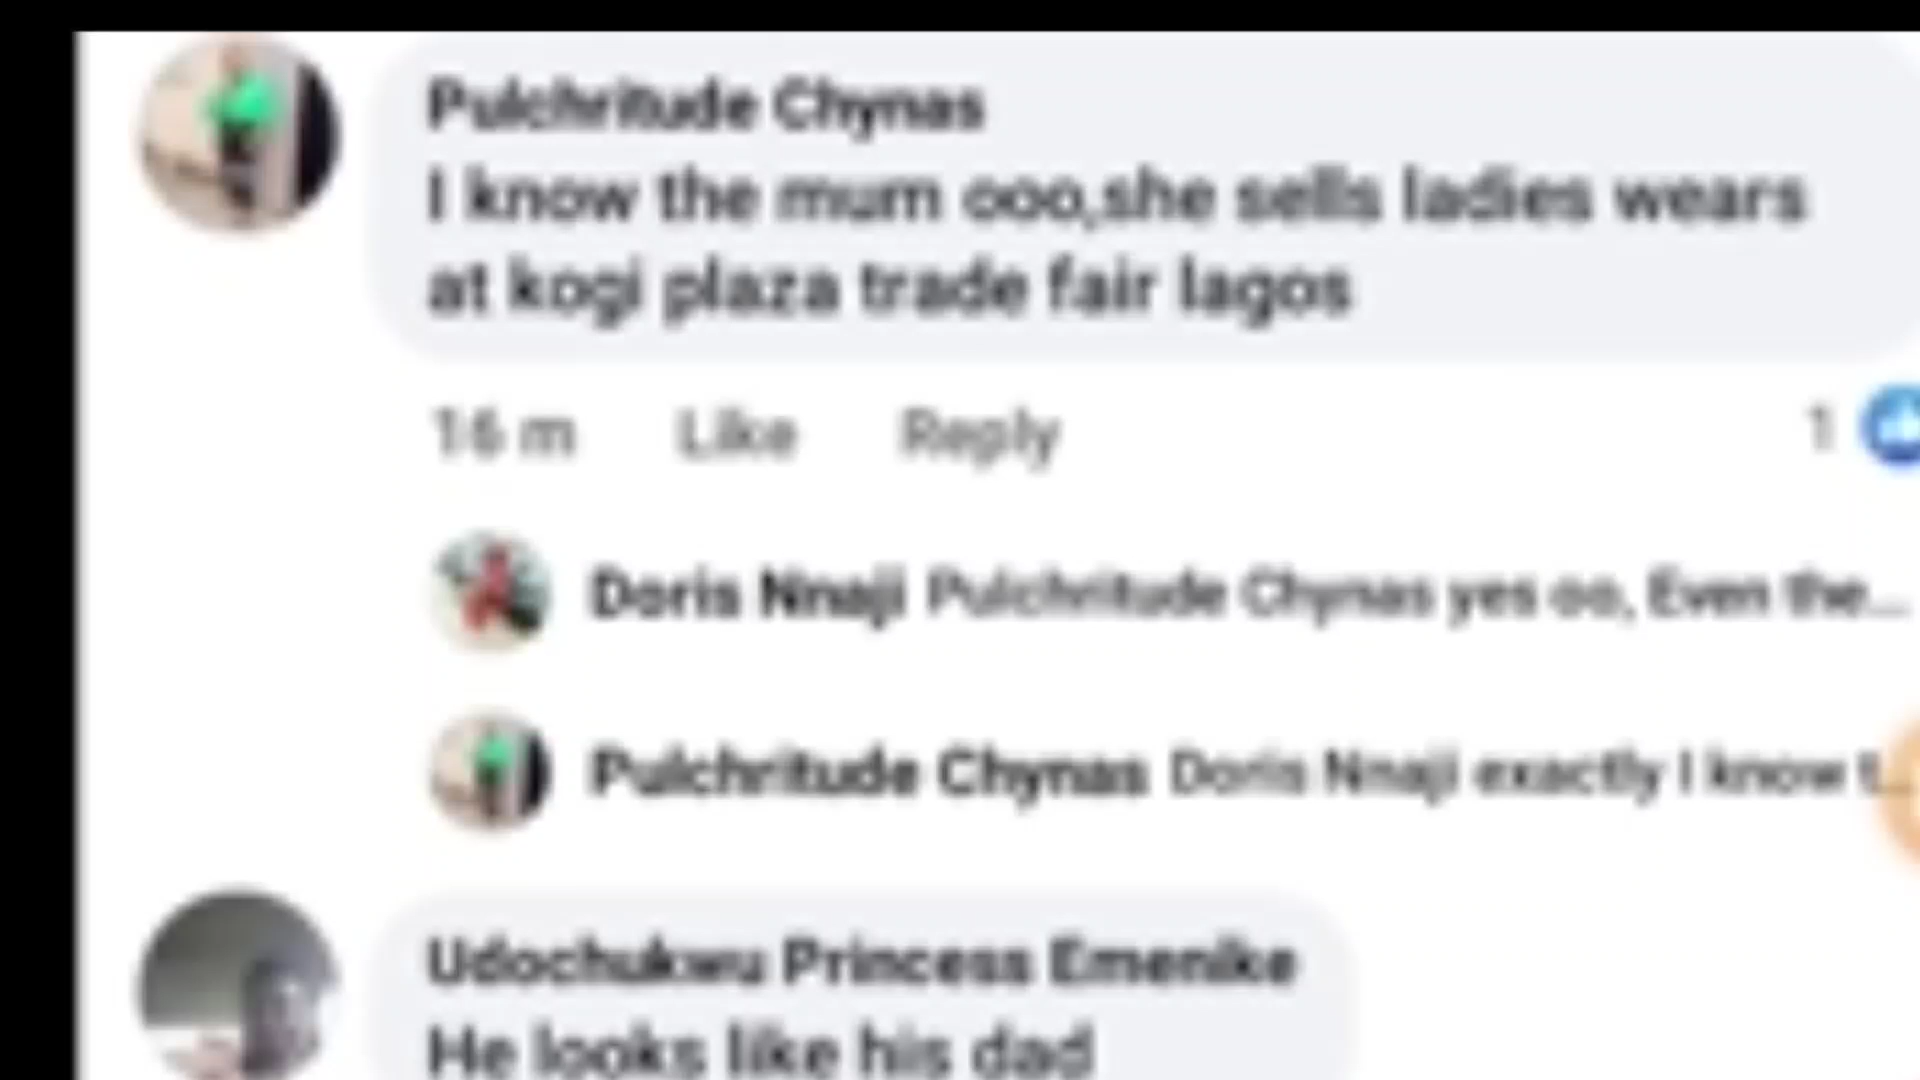 Pulchritude Chynas
I know the mum ooo,she sells ladies wears
at kogi plaza trade fair lagos
16 m Like Reply 1
Doris Nnaji Pulchritude Chynas yes oo, Even the...
Pulchritude Chynas Doris Nnaji exactly I know t...
Udochukwu Princess Emenike
He looks like his dad